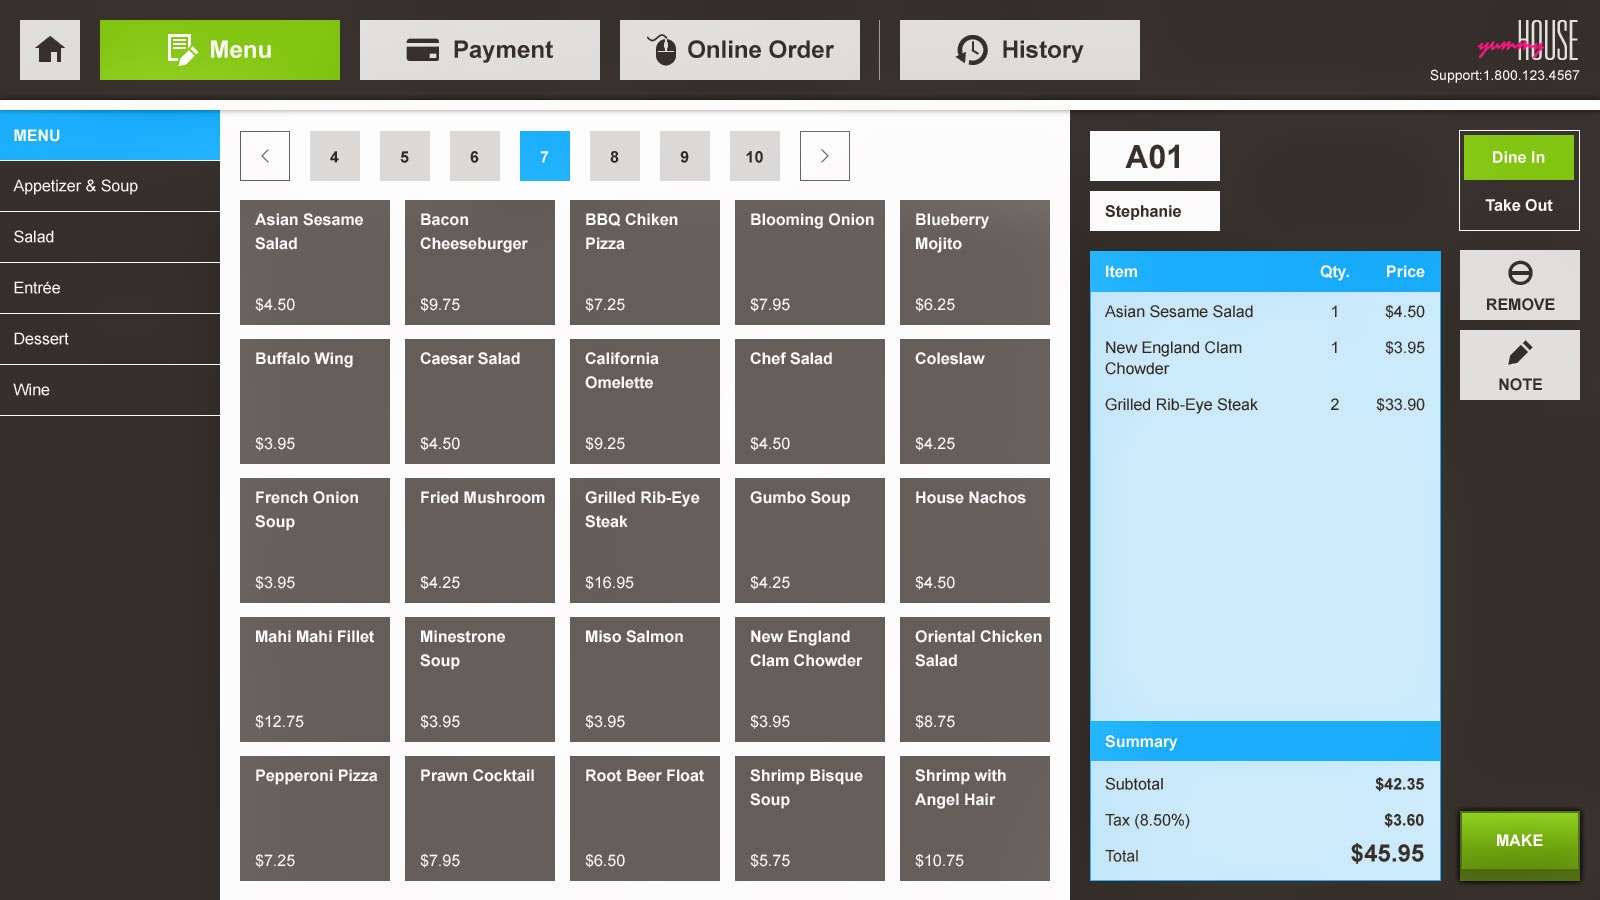 Menu
Payment
Online Order
History
yummy HOUSE
Support:1.800.123.4567
MENU
Appetizer & Soup
Salad
Entrée
Dessert
Wine
4 5 6 7 8 9 10
Asian Sesame
Salad
$4.50
Bacon
Cheeseburger
$9.75
BBQ Chiken
Pizza
$7.25
Blooming Onion
$7.95
Blueberry
Mojito
$6.25
Buffalo Wing
$3.95
Caesar Salad
$4.50
California
Omelette
$9.25
Chef Salad
$4.50
Coleslaw
$4.25
French Onion
Soup
$3.95
Fried Mushroom
$4.25
Grilled Rib-Eye
Steak
$16.95
Gumbo Soup
$4.25
House Nachos
$4.50
Mahi Mahi Fillet
$12.75
Minestrone
Soup
$3.95
Miso Salmon
$3.95
New England
Clam Chowder
$3.95
Oriental Chicken
Salad
$8.75
Pepperoni Pizza
$7.25
Prawn Cocktail
$7.95
Root Beer Float
$6.50
Shrimp Bisque
Soup
$5.75
Shrimp with
Angel Hair
$10.75
A01
Stephanie
Item Qty. Price
Asian Sesame Salad 1 $4.50
New England Clam 1 $3.95
Chowder
Grilled Rib-Eye Steak 2 $33.90
Summary
Subtotal $42.35
Tax (8.50%) $3.60
Total $45.95
Dine In
Take Out
REMOVE
NOTE
MAKE